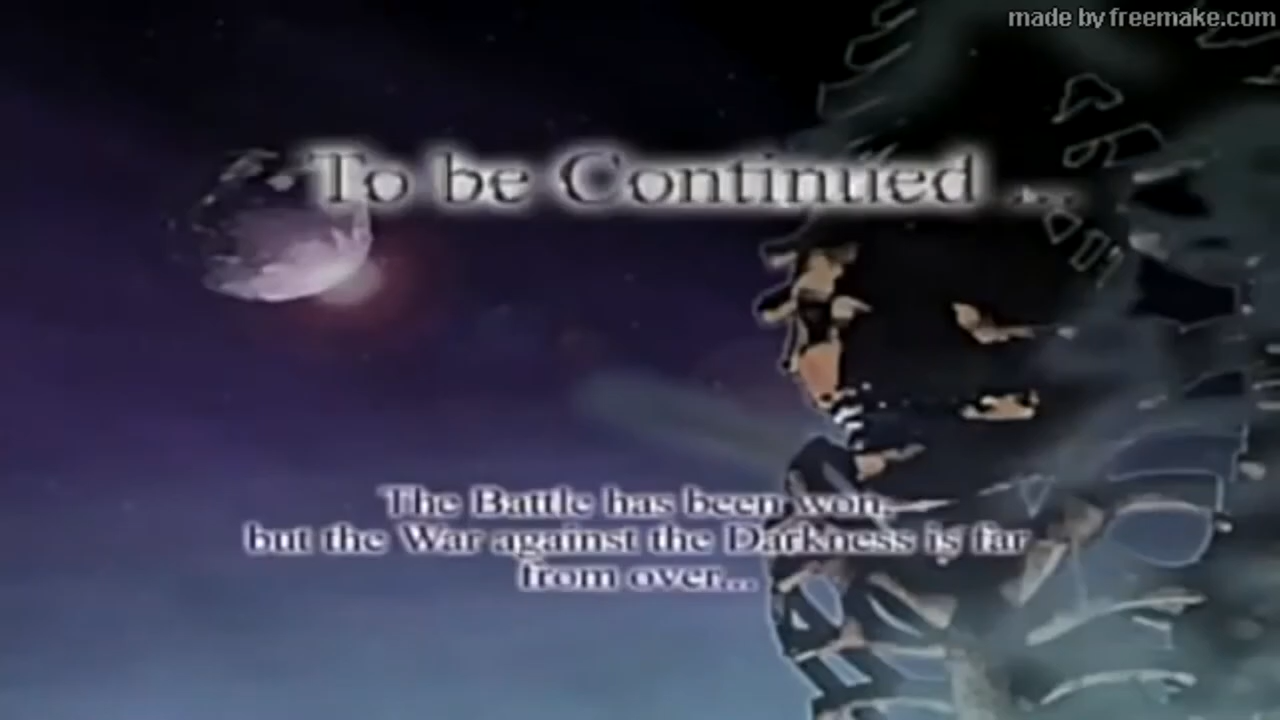 made by freemake.com
To be Continued ...
The Battle has been won,
but the War against the Darkness is far
from over...